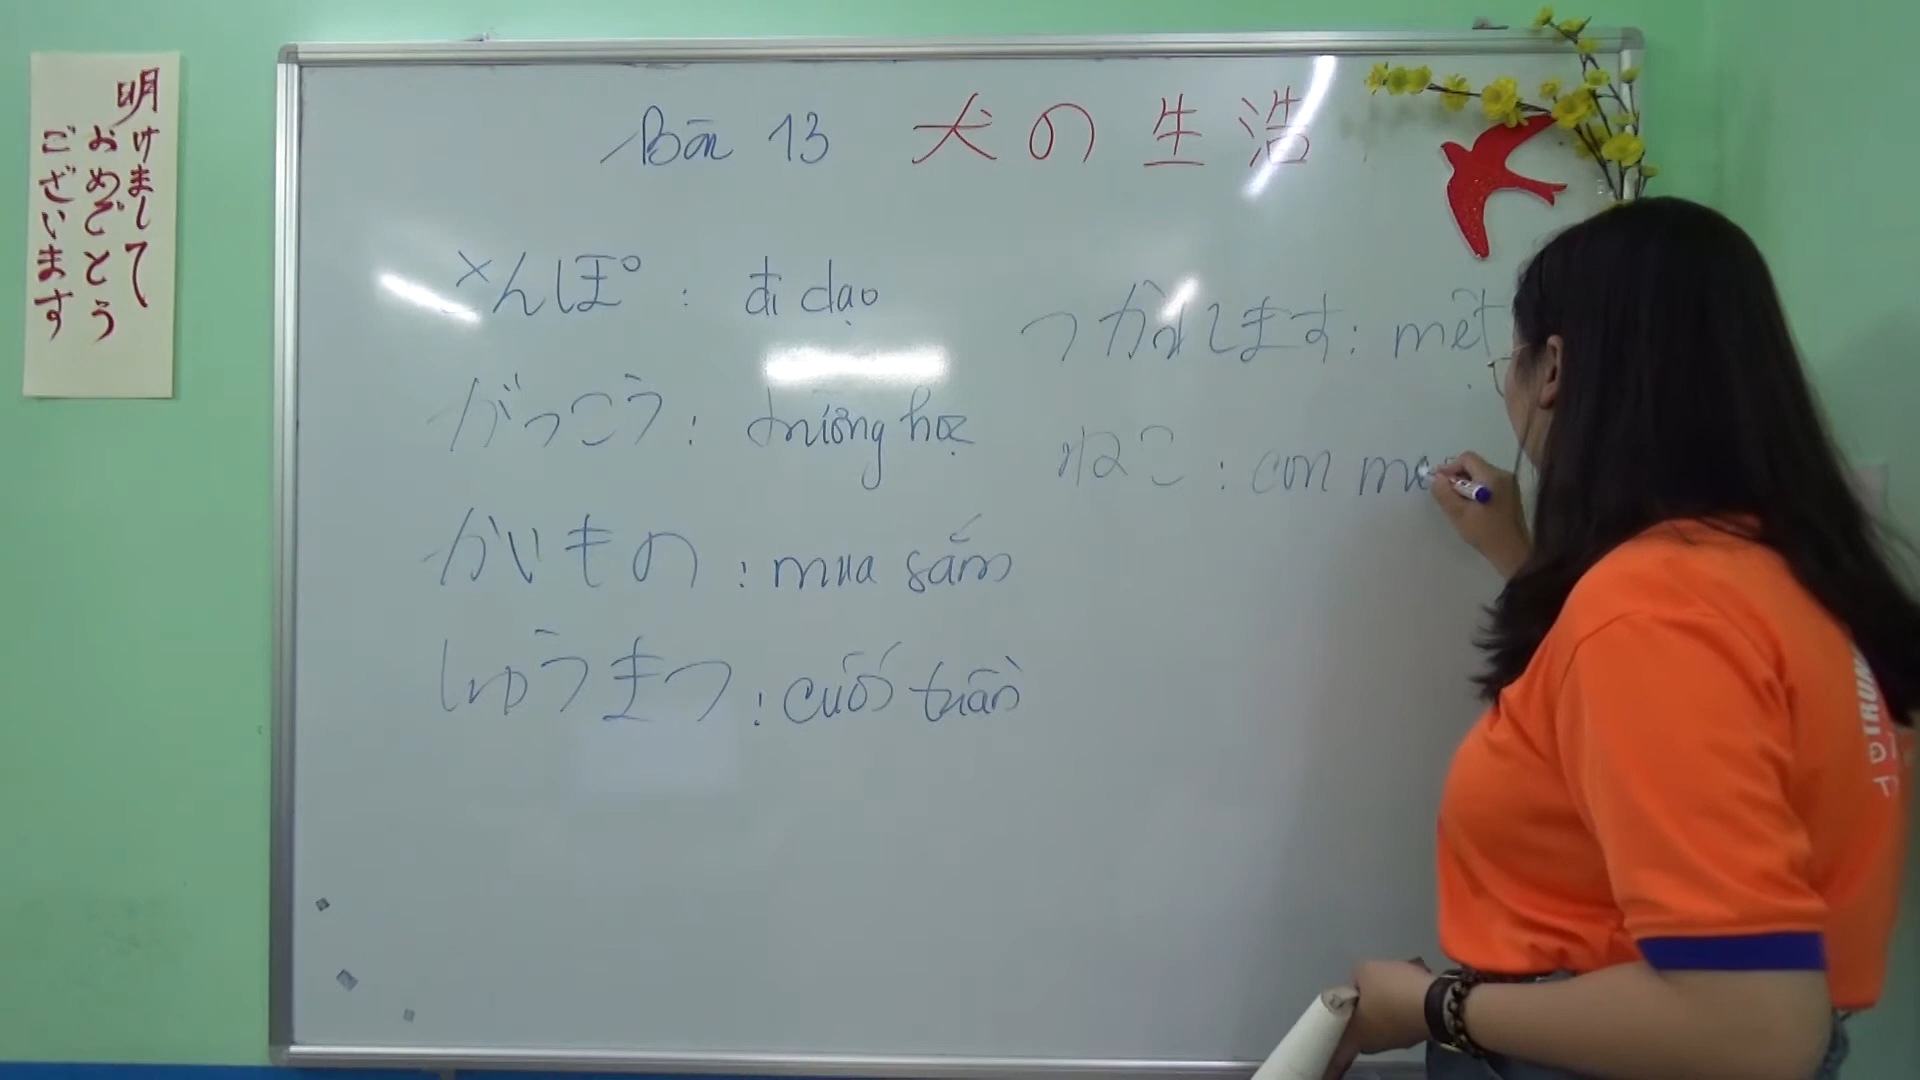 明
けまして
おめでとう
ございます
Bài 13 犬の生活
さんぽ : đi dạo
がっこう : trường học
かいもの : mua sắm
しゅうまつ : cuối tuần
つかれします : mệt
ねこ : con